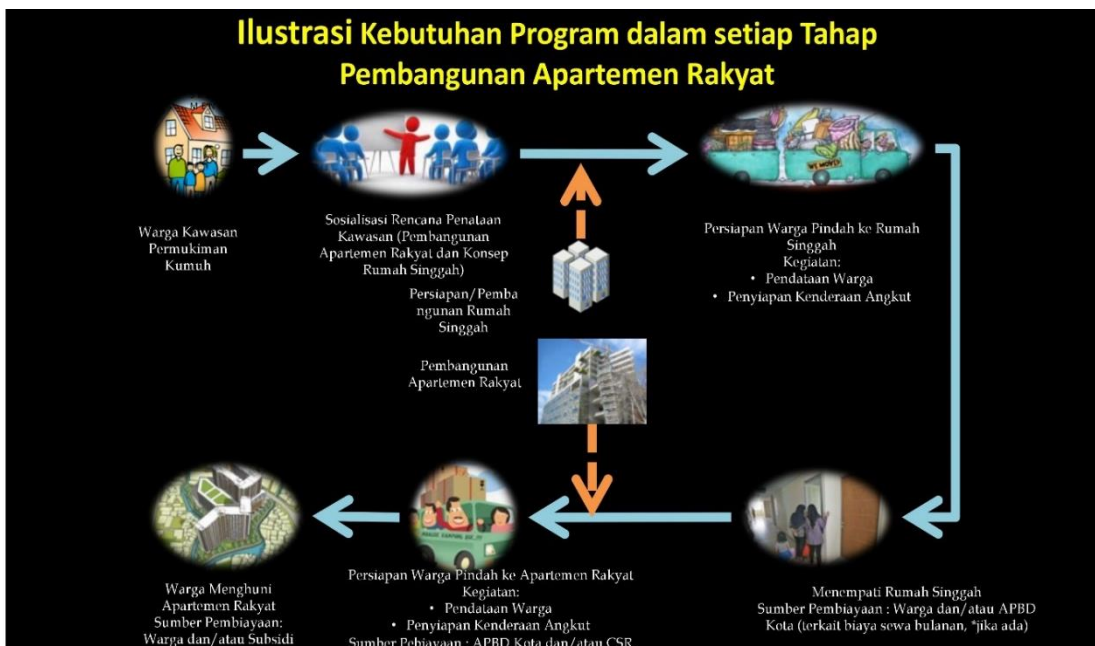 Ilustrasi Kebutuhan Program dalam setiap Tahap
Pembangunan Apartemen Rakyat
Warga Kawasan
Permukiman
Kumuh
Sosialisasi Rencana Penataan
Kawasan (Pembangunan
Apartemen Rakyat dan Konsep
Rumah Singgah)
WE MOVED
Persiapan Warga Pindah ke Rumah
Singgah
Kegiatan:
• Pendataan Warga
• Penyiapan Kenderaan Angkut
Persiapan/Pemba
ngunan Rumah
Singgah
Pembangunan
Apartemen Rakyat
Warga Menghuni
Apartemen Rakyat
Sumber Pembiayaan:
Warga dan/atau Subsidi
Persiapan Warga Pindah ke Apartemen Rakyat
Kegiatan:
• Pendataan Warga
• Penyiapan Kenderaan Angkut
Sumber Pebiayaan : APBD Kota dan/atau CSR
Menempati Rumah Singgah
Sumber Pembiayaan : Warga dan/atau APBD
Kota (terkait biaya sewa bulanan, *jika ada)